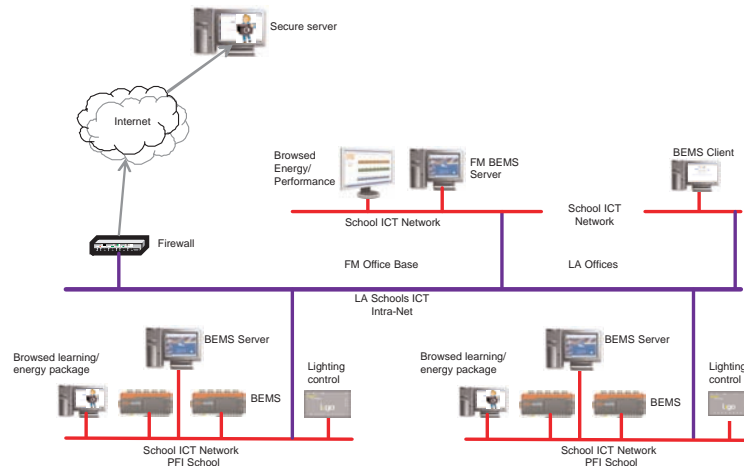 Secure server
Internet
Browsed
Energy/
Performance
FM BEMS
Server
BEMS Client
School ICT Network
School ICT
Network
Firewall
FM Office Base
LA Offices
LA Schools ICT
Intra-Net
BEMS Server
Browsed learning/
energy package
Lighting
control
BEMS
School ICT Network
PFI School
BEMS Server
Browsed learning/
energy package
Lighting
control
BEMS
School ICT Network
PFI School